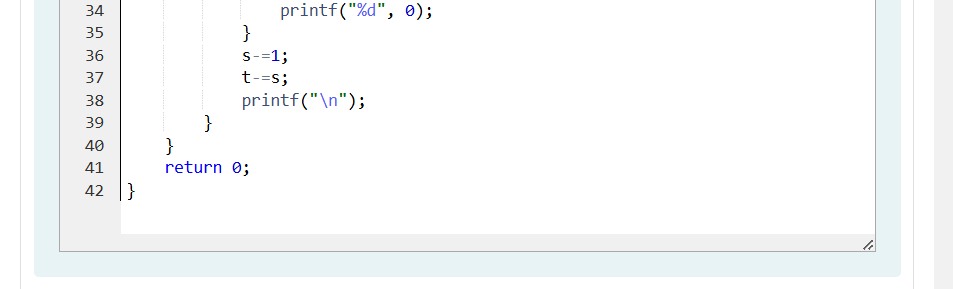 34 printf("%d", 0);
35 }
36 s-=1;
37 t-=s;
38 printf("\n");
39 }
40 }
41 return 0;
42 }